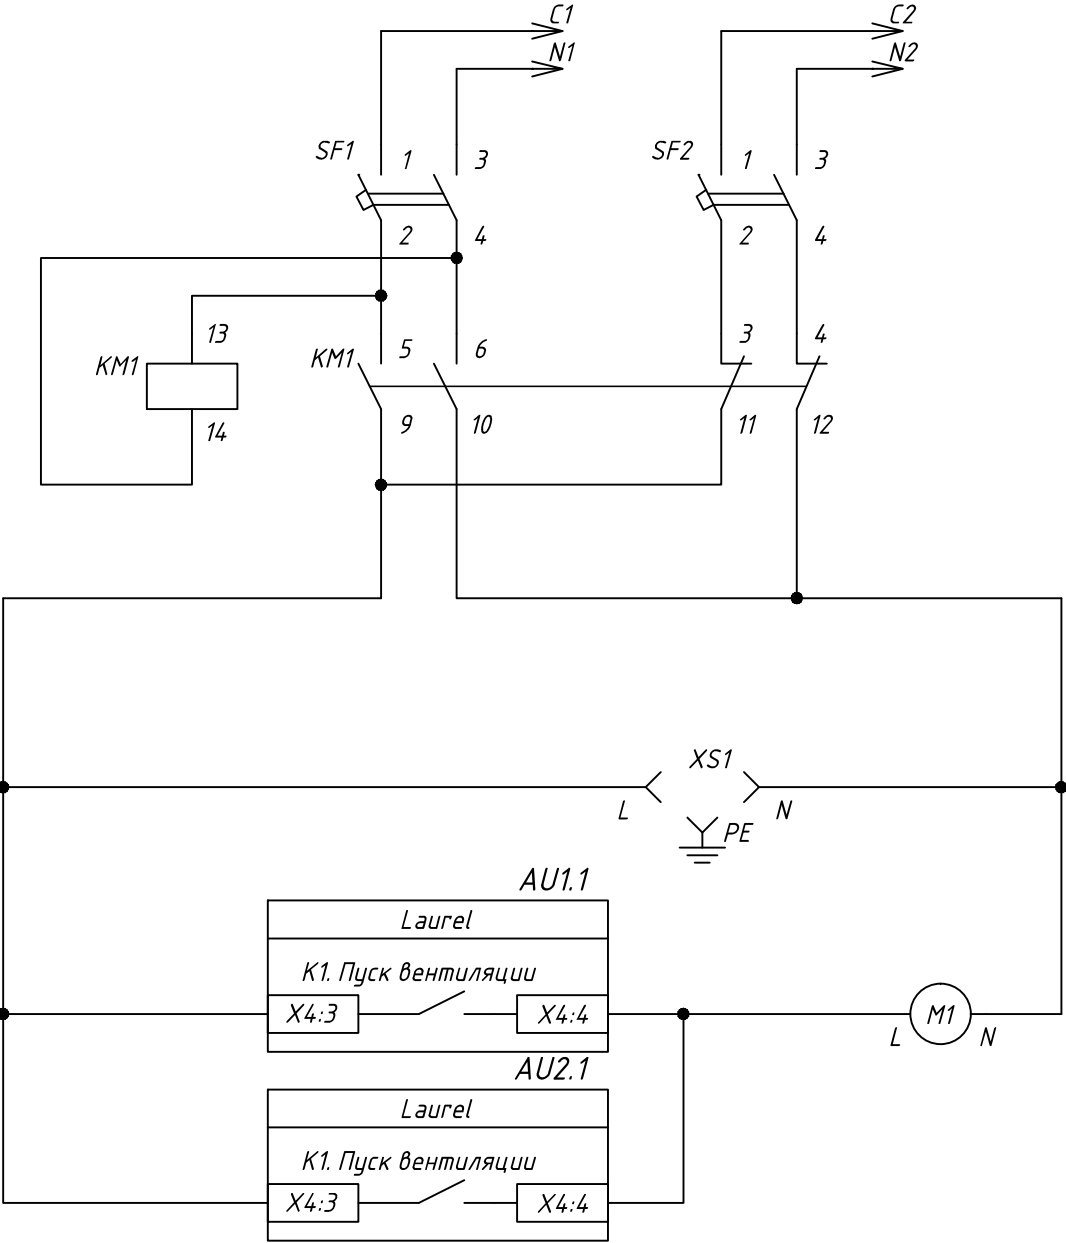 C1
C2
N1
N2
SF1 1 3
SF2 1 3
2 4
2 4
13
3 4
KM1
KM1 5 6
14
9 10
11 12
XS1
L N
PE
AU1.1
Laurel
K1. Пуск вентиляции
X4:3 X4:4
M1
L N
AU2.1
Laurel
K1. Пуск вентиляции
X4:3 X4:4